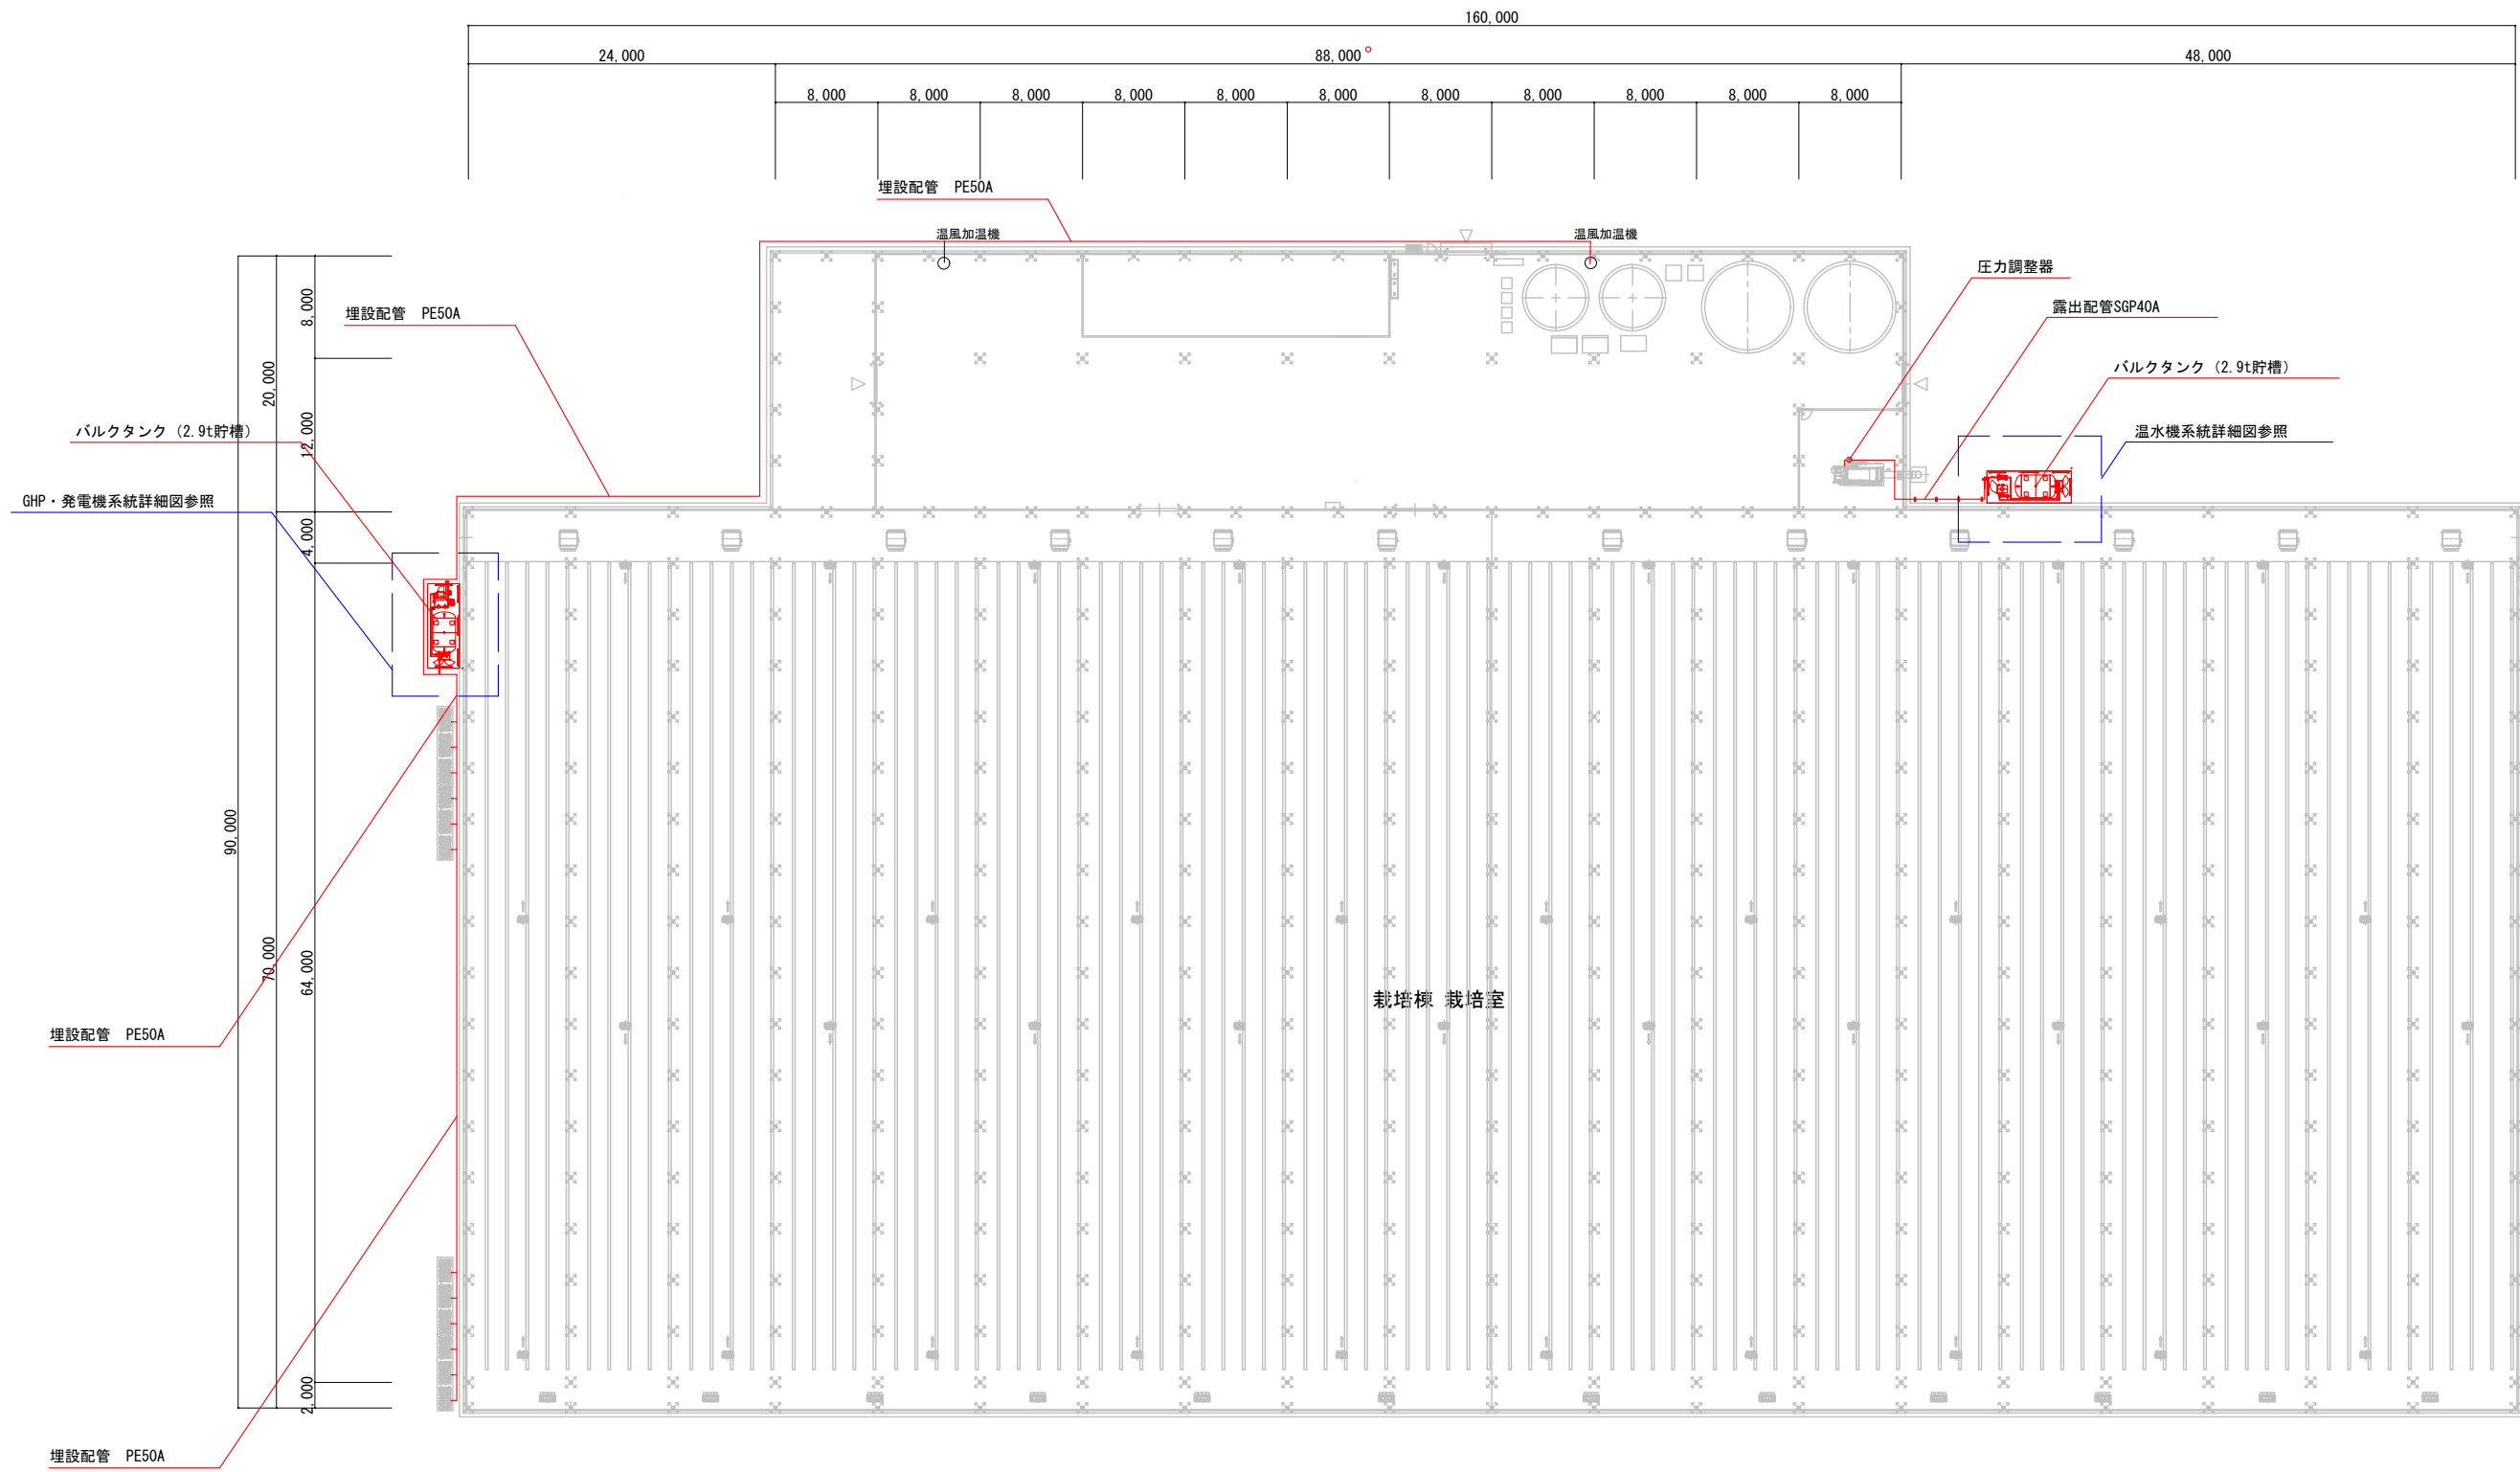 160,000
24,000
88,000
48,000
8,000
8,000
8,000
8,000
8,000
8,000
8,000
8,000
8,000
8,000
8,000
埋設配管　PE50A
温風加温機
温風加温機
圧力調整器
露出配管SGP40A
バルクタンク（2.9t貯槽）
温水機系統詳細図参照
埋設配管　PE50A
8,000
20,000
12,000
バルクタンク（2.9t貯槽）
GHP・発電機系統詳細図参照
4,000
90,000
70,000
64,000
栽培棟 栽培室
埋設配管　PE50A
2,000
埋設配管　PE50A